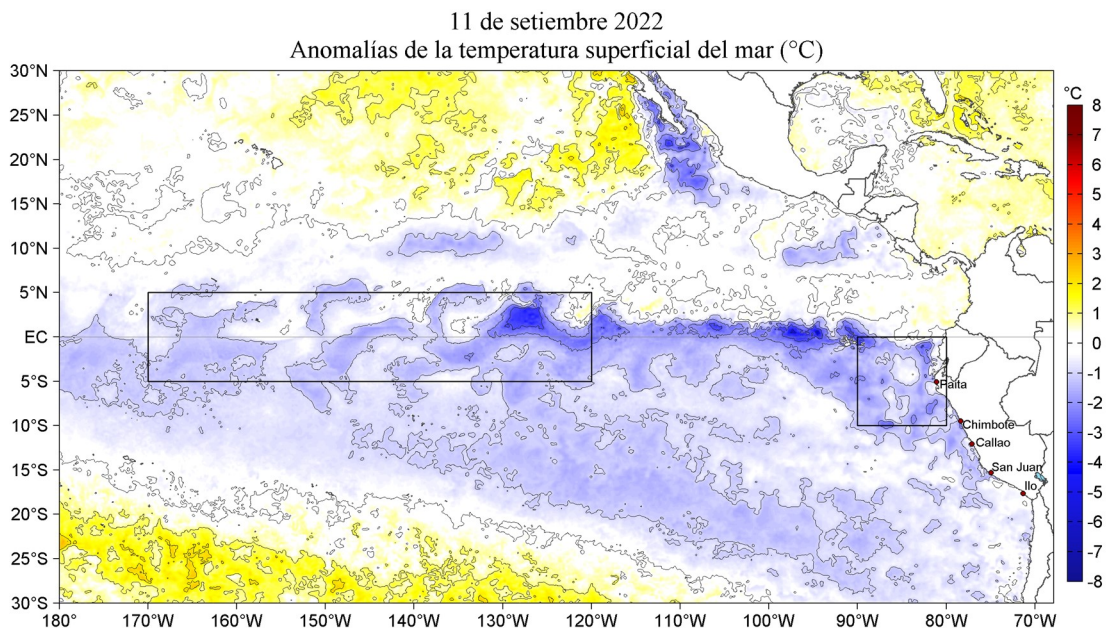 11 de setiembre 2022
Anomalías de la temperatura superficial del mar (°C)
30°N
25°N
20°N
15°N
10°N
5°N
EC
5°S
10°S
15°S
20°S
25°S
30°S
180°W
170°W
160°W
150°W
140°W
130°W
120°W
110°W
100°W
90°W
80°W
70°W
Paita
Chimbote
Callao
San Juan
Ilo
°C
8
7
6
5
4
3
2
1
0
-1
-2
-3
-4
-5
-6
-7
-8